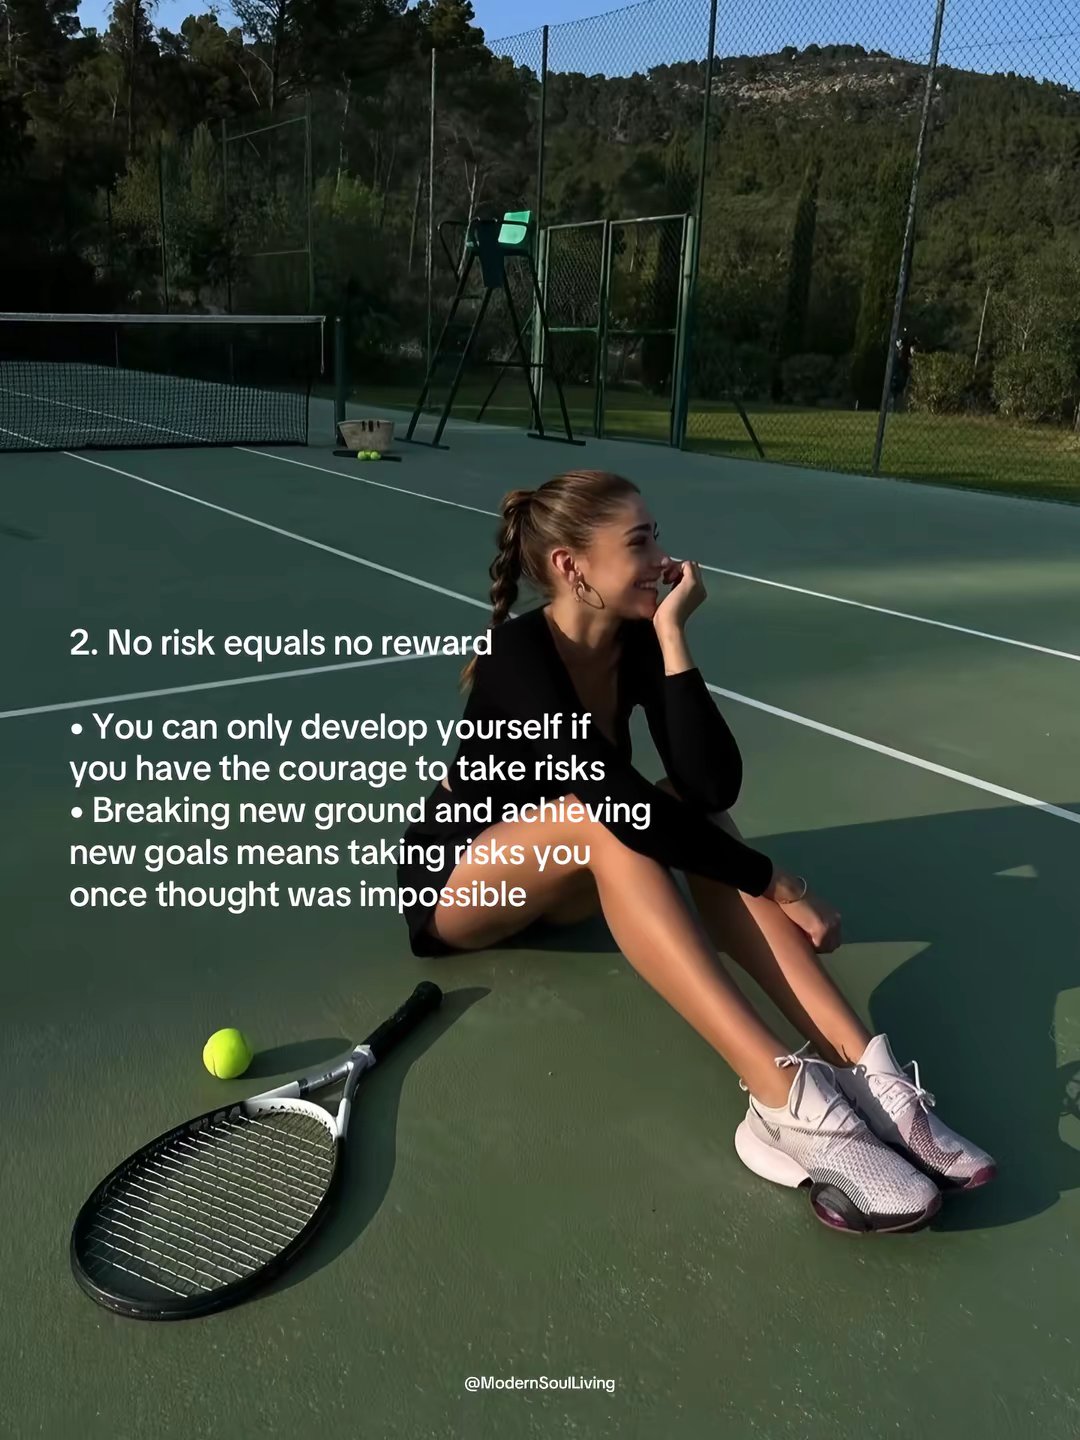 2. No risk equals no reward
• You can only develop yourself if
you have the courage to take risks
• Breaking new ground and achieving
new goals means taking risks you
once thought was impossible
@ModernSoulLiving